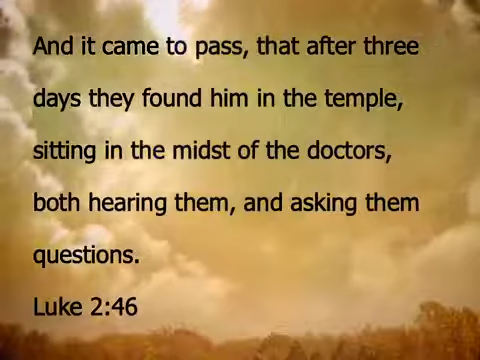 And it came to pass, that after three
days they found him in the temple,
sitting in the midst of the doctors,
both hearing them, and asking them
questions.
Luke 2:46